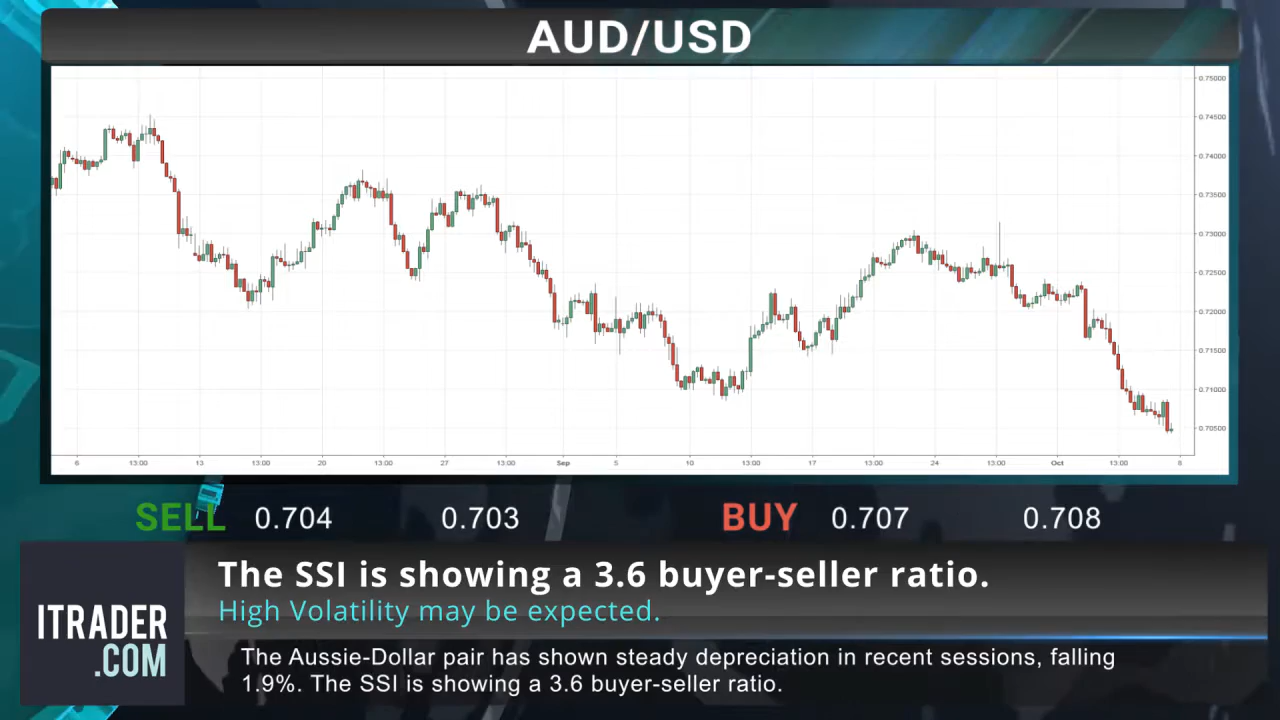 AUD/USD
0.75000
0.74500
0.74000
0.73500
0.73000
0.72500
0.72000
0.71500
0.71000
0.70500
6 13:00 13 13:00 20 13:00 27 13:00 Sep 5 10 13:00 17 13:00 24 13:00 Oct 13:00 8
SELL 0.704 0.703 BUY 0.707 0.708
The SSI is showing a 3.6 buyer-seller ratio.
High Volatility may be expected.
ITRADER
.COM
The Aussie-Dollar pair has shown steady depreciation in recent sessions, falling
1.9%. The SSI is showing a 3.6 buyer-seller ratio.